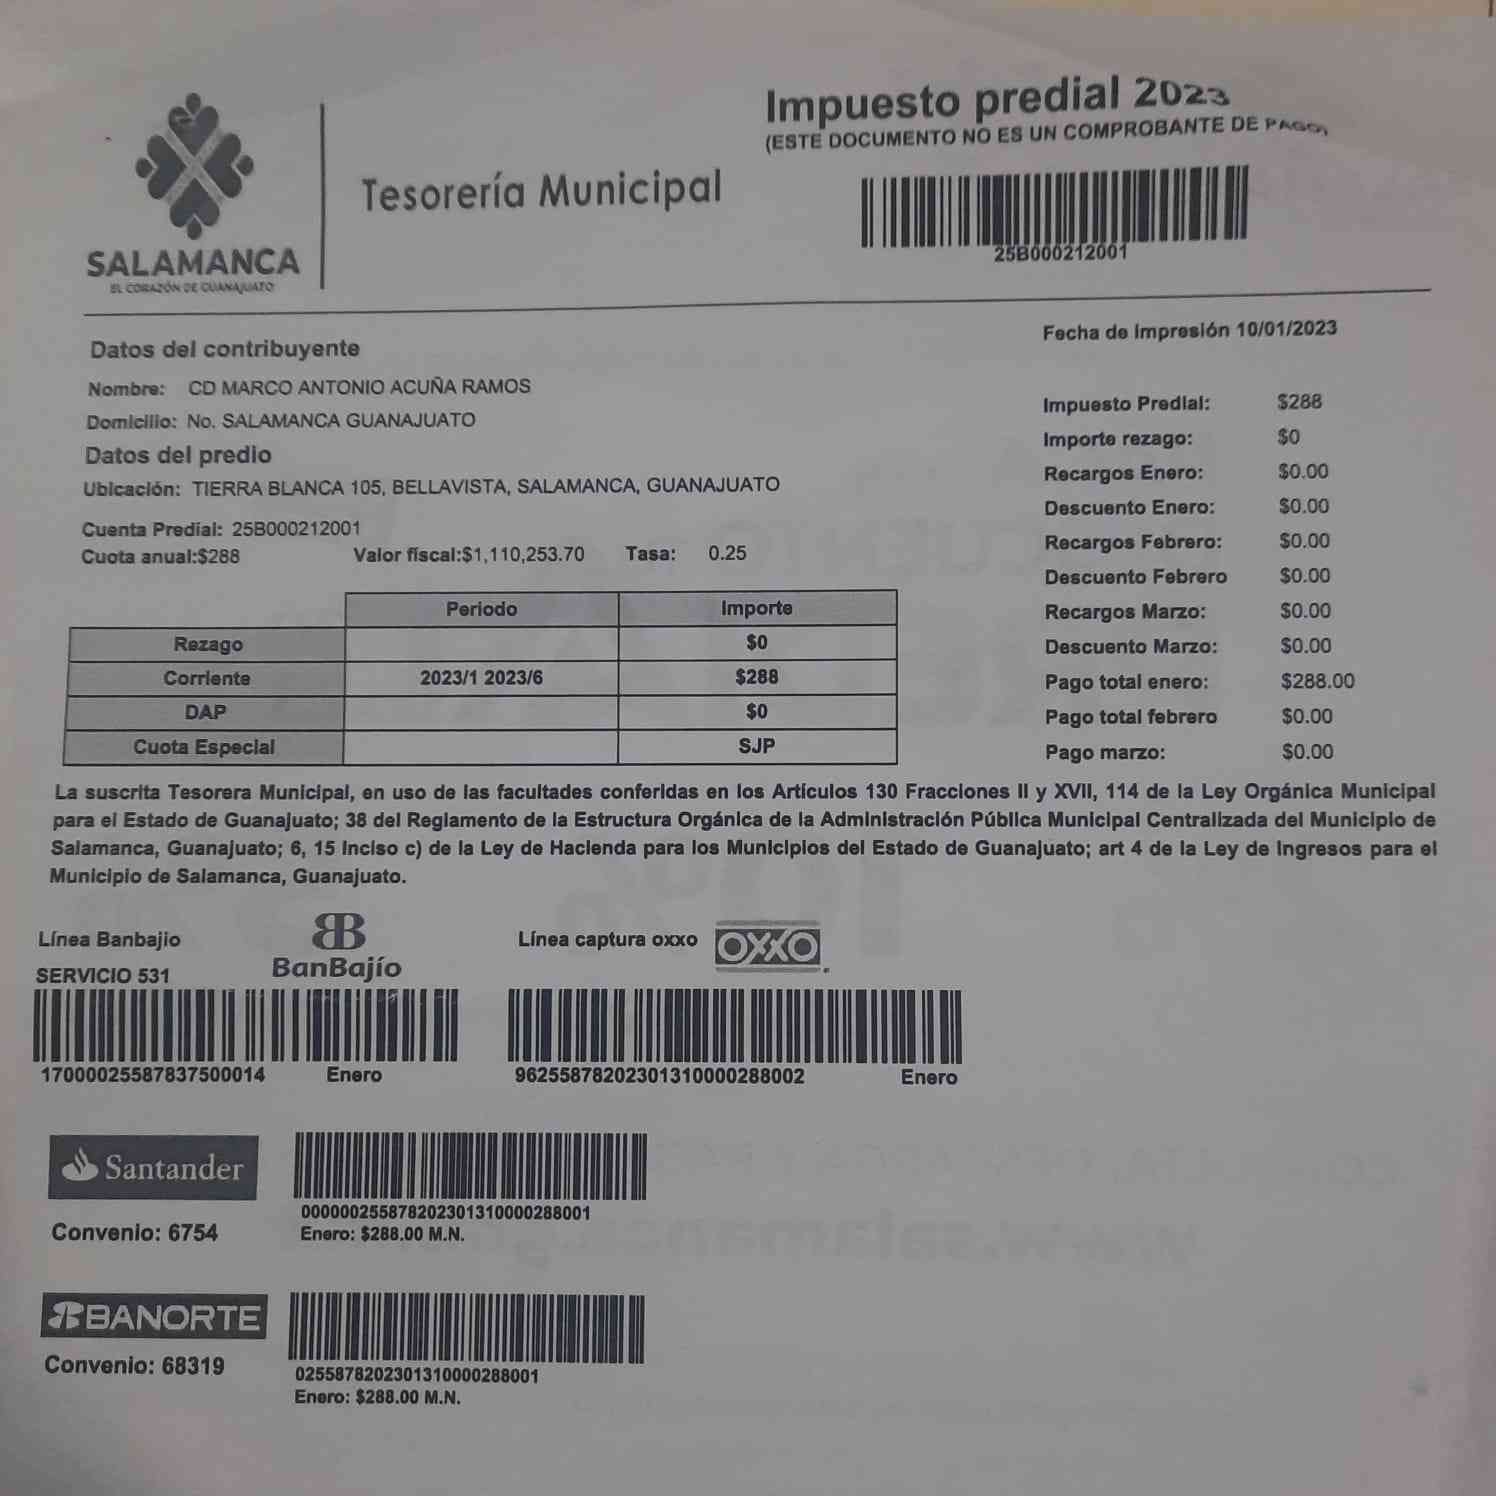 Impuesto predial 2023
(ESTE DOCUMENTO NO ES UN COMPROBANTE DE PAGO)
SALAMANCA
EL CORAZÓN DE GUANAJUATO
Tesorería Municipal
25B000212001
Fecha de Impresión 10/01/2023
Datos del contribuyente
Nombre: CD MARCO ANTONIO ACUÑA RAMOS
Domicilio: No. SALAMANCA GUANAJUATO
Datos del predio
Ubicación: TIERRA BLANCA 105, BELLAVISTA, SALAMANCA, GUANAJUATO
Cuenta Predial: 25B000212001
Cuota anual:$288 Valor fiscal:$1,110,253.70 Tasa: 0.25
Periodo Importe
Rezago $0
Corriente 2023/1 2023/6 $288
DAP $0
Cuota Especial SJP
Impuesto Predial: $288
Importe rezago: $0
Recargos Enero: $0.00
Descuento Enero: $0.00
Recargos Febrero: $0.00
Descuento Febrero $0.00
Recargos Marzo: $0.00
Descuento Marzo: $0.00
Pago total enero: $288.00
Pago total febrero $0.00
Pago marzo: $0.00
La suscrita Tesorera Municipal, en uso de las facultades conferidas en los Artículos 130 Fracciones II y XVII, 114 de la Ley Orgánica Municipal
para el Estado de Guanajuato; 38 del Reglamento de la Estructura Orgánica de la Administración Pública Municipal Centralizada del Municipio de
Salamanca, Guanajuato; 6, 15 inciso c) de la Ley de Hacienda para los Municipios del Estado de Guanajuato; art 4 de la Ley de Ingresos para el
Municipio de Salamanca, Guanajuato.
Línea Banbajio
SERVICIO 531
BanBajío
17000025587837500014 Enero
Línea captura oxxo OXXO
962558782023013100002​88002 Enero
Santander
Convenio: 6754
000000255878202301310000288001
Enero: $288.00 M.N.
BANORTE
Convenio: 68319
0255878202301310000288001
Enero: $288.00 M.N.